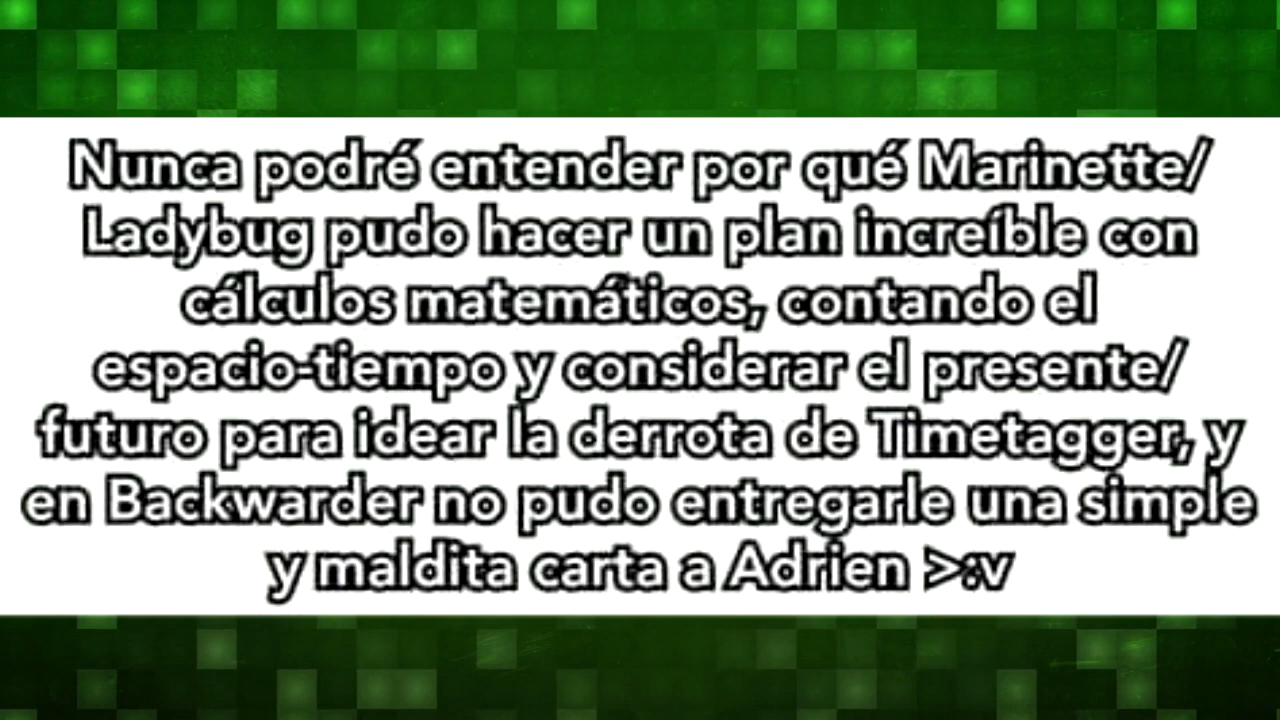 Nunca podré entender por qué Marinette/
Ladybug pudo hacer un plan increíble con
cálculos matemáticos, contando el
espacio-tiempo y considerar el presente/
futuro para idear la derrota de Timetagger, y
en Backwarder no pudo entregarle una simple
y maldita carta a Adrien >:v